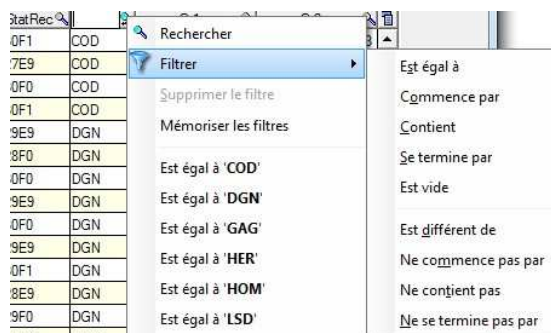 StatRec
0F1 COD
7E9 COD
0F0 COD
0F1 COD
9E9 DGN
8F0 DGN
0F0 DGN
9E9 DGN
0F0 DGN
9E9 DGN
0F1 DGN
8E9 DGN
9F0 DGN
3
Rechercher
Filtrer
Supprimer le filtre
Mémoriser les filtres
Est égal à 'COD'
Est égal à 'DGN'
Est égal à 'GAG'
Est égal à 'HER'
Est égal à 'HOM'
Est égal à 'LSD'
Est égal à
Commence par
Contient
Se termine par
Est vide
Est différent de
Ne commence pas par
Ne contient pas
Ne se termine pas par